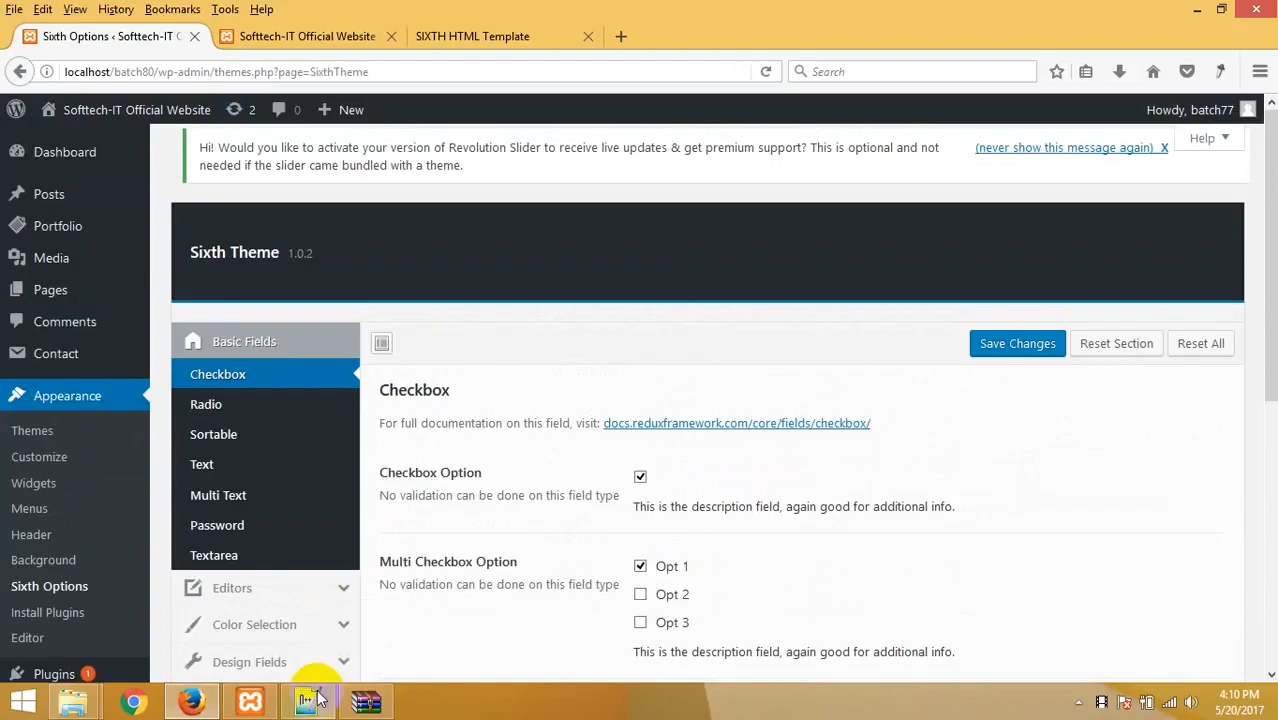 File Edit View History Bookmarks Tools Help
Sixth Options ‹ Softtech-IT O
Softtech-IT Official Website
SIXTH HTML Template
localhost/batch80/wp-admin/themes.php?page=SixthTheme
Search
Softtech-IT Official Website 2 0 New
Howdy, batch77
Dashboard
Posts
Portfolio
Media
Pages
Comments
Contact
Appearance
Themes
Customize
Widgets
Menus
Header
Background
Sixth Options
Install Plugins
Editor
Plugins 1
Help
Hi! Would you like to activate your version of Revolution Slider to receive live updates & get premium support? This is optional and not
needed if the slider came bundled with a theme.
(never show this message again) X
Sixth Theme 1.0.2
Basic Fields
Checkbox
Radio
Sortable
Text
Multi Text
Password
Textarea
Editors
Color Selection
Design Fields
Save Changes
Reset Section
Reset All
Checkbox
For full documentation on this field, visit: docs.reduxframework.com/core/fields/checkbox/
Checkbox Option
No validation can be done on this field type
This is the description field, again good for additional info.
Multi Checkbox Option
No validation can be done on this field type
Opt 1
Opt 2
Opt 3
This is the description field, again good for additional info.
4:10 PM
5/20/2017